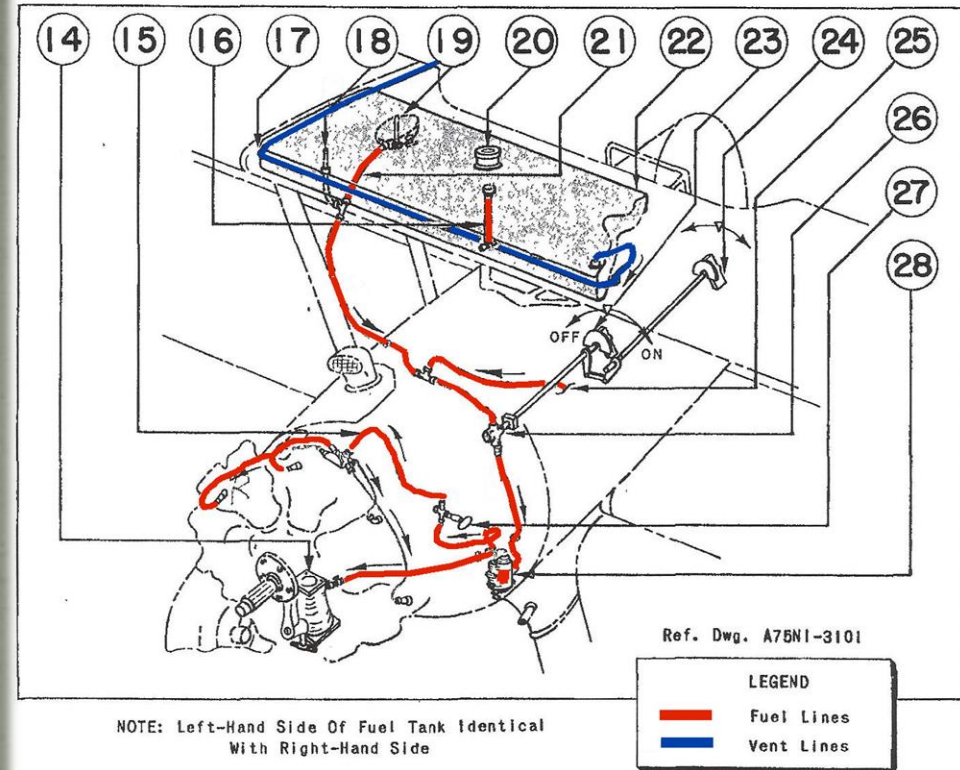 14 15 16 17 18 19 20 21 22 23 24 25
26
27
28
OFF
ON
Ref. Dwg. A75N1-3101
LEGEND
Fuel Lines
Vent Lines
NOTE: Left-Hand Side Of Fuel Tank Identical
With Right-Hand Side